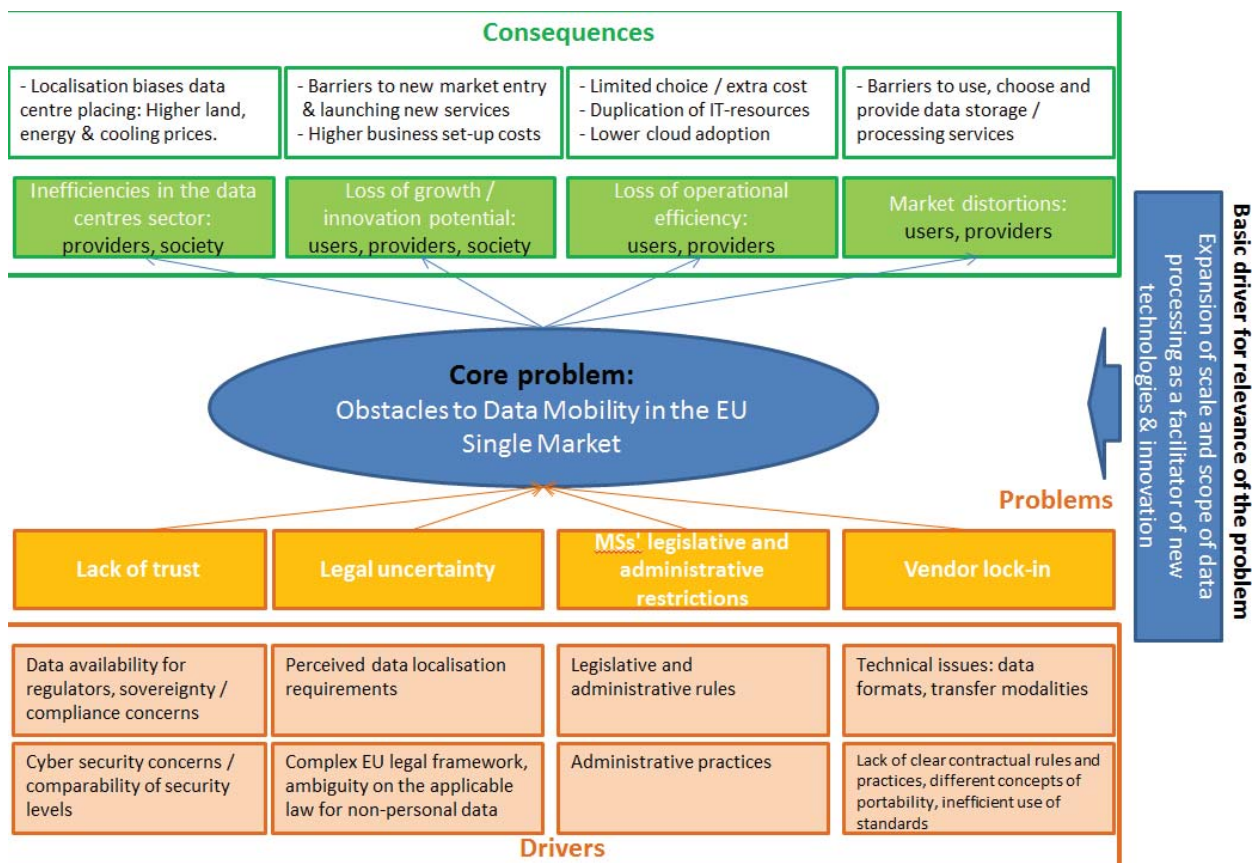 Consequences
- Localisation biases data
centre placing: Higher land,
energy & cooling prices.
- Barriers to new market entry
& launching new services
- Higher business set-up costs
- Limited choice / extra cost
- Duplication of IT-resources
- Lower cloud adoption
- Barriers to use, choose and
provide data storage /
processing services
Inefficiencies in the data
centres sector:
providers, society
Loss of growth /
innovation potential:
users, providers, society
Loss of operational
efficiency:
users, providers
Market distortions:
users, providers
Core problem:
Obstacles to Data Mobility in the EU
Single Market
Basic driver for relevance of the problem
Expansion of scale and scope of data
processing as a facilitator of new
technologies & innovation
Problems
Lack of trust
Legal uncertainty
MSs' legislative and
administrative
restrictions
Vendor lock-in
Data availability for
regulators, sovereignty /
compliance concerns
Perceived data localisation
requirements
Legislative and
administrative rules
Technical issues: data
formats, transfer modalities
Cyber security concerns /
comparability of security
levels
Complex EU legal framework,
ambiguity on the applicable
law for non-personal data
Administrative practices
Lack of clear contractual rules and
practices, different concepts of
portability, inefficient use of
standards
Drivers